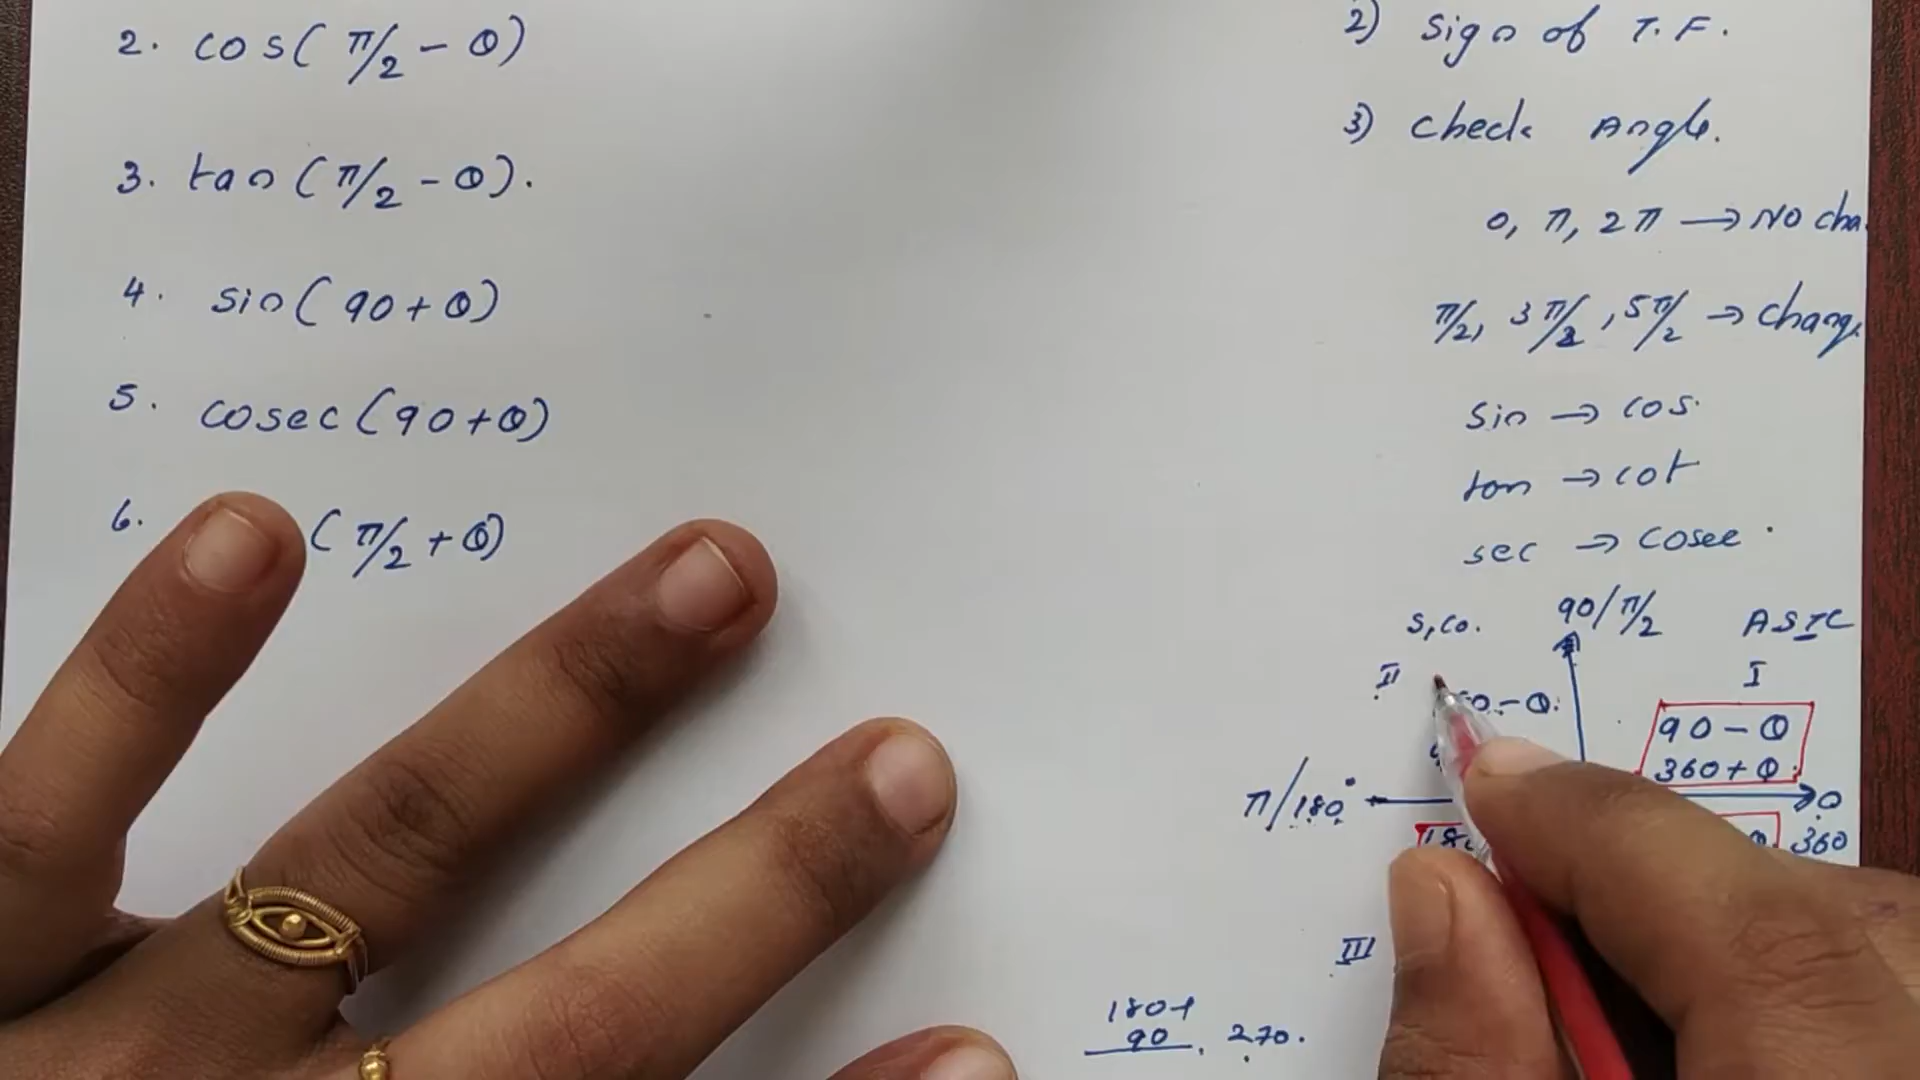 2. cos(π/2 - θ)
3. tan(π/2 - θ).
4. sin(90+θ)
5. cosec(90+θ)
6. (π/2 + θ)
2) Sign of T.F.
3) Check Angle.
0, π, 2π → No cha
π/2, 3π/2, 5π/2 → Change
sin → cos.
tan → cot
sec → cosec.
S, co. 90/π/2 ASTC
II I
90 - θ
360+θ
π/180° 0
360
III
180+
90 . 270.